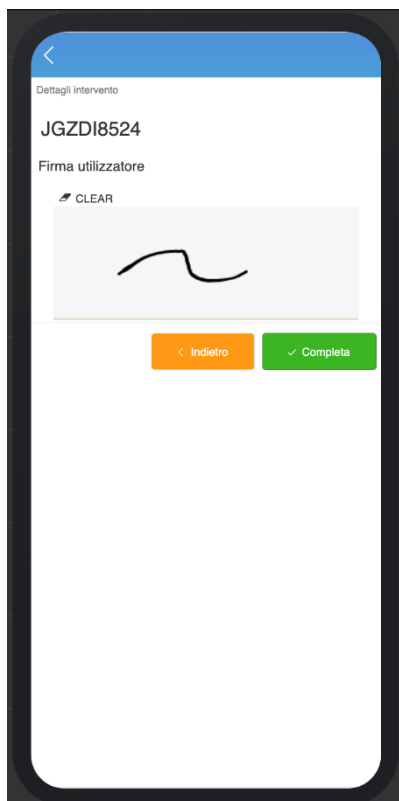 Dettagli intervento
JGZDI8524
Firma utilizzatore
CLEAR
Indietro
Completa